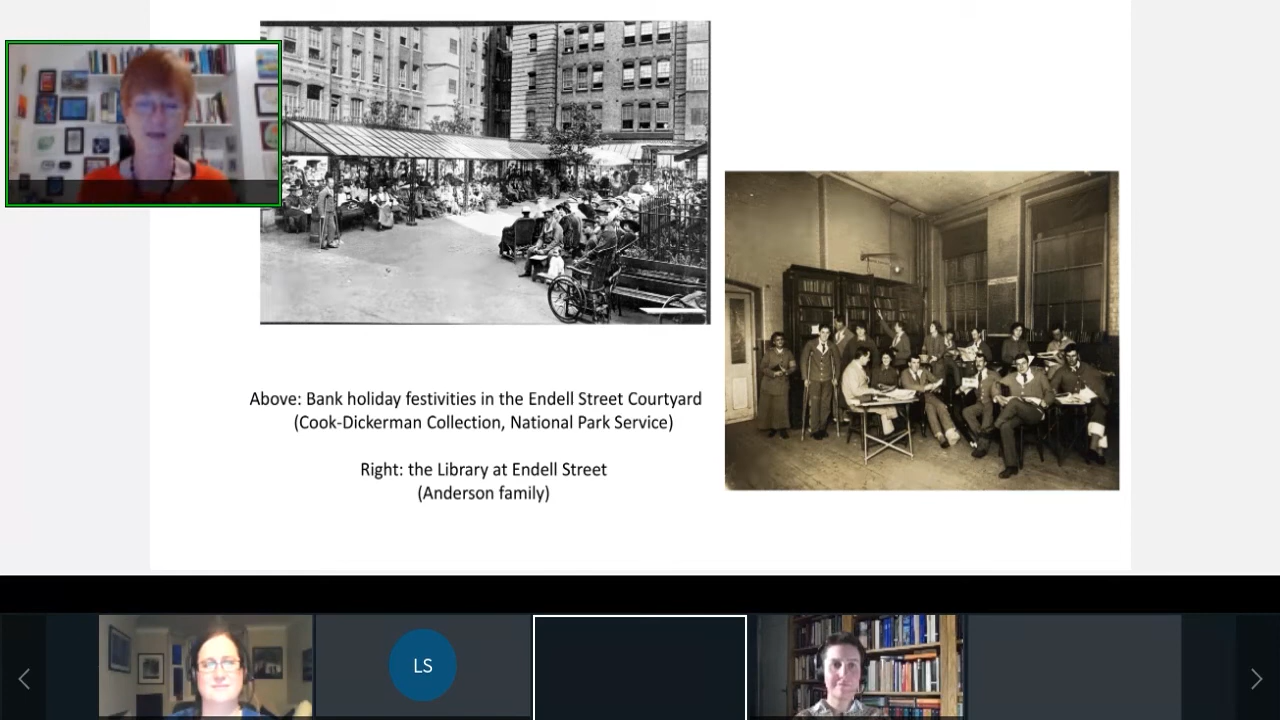 Above: Bank holiday festivities in the Endell Street Courtyard
(Cook-Dickerman Collection, National Park Service)
Right: the Library at Endell Street
(Anderson family)
LS